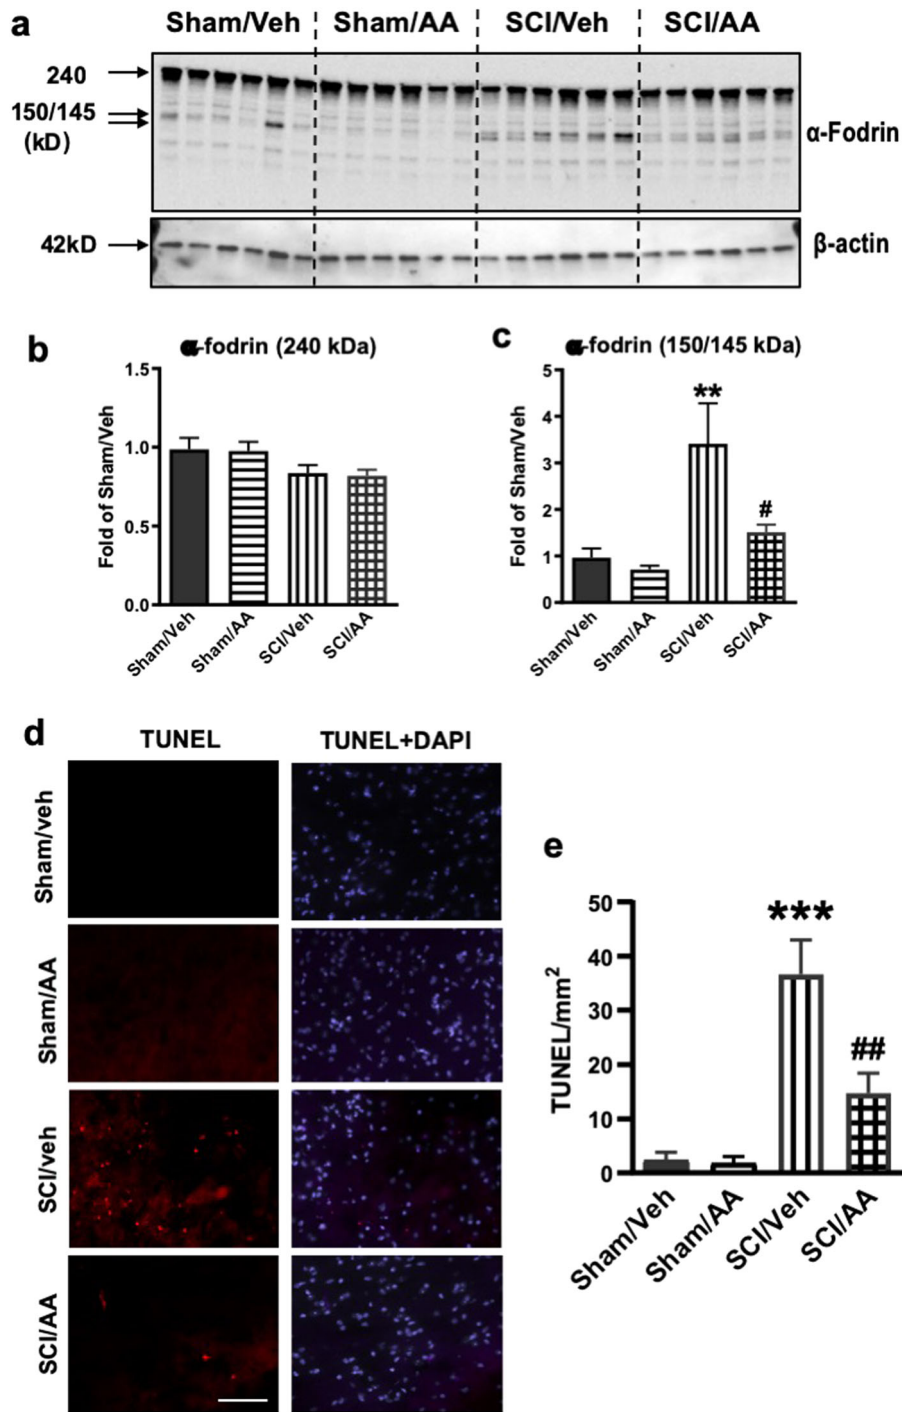 a
Sham/Veh Sham/AA SCI/Veh SCI/AA
240
150/145
(kD)
α-Fodrin
42kD
β-actin
b
α-fodrin (240 kDa)
Fold of Sham/Veh
1.5
1.0
0.5
0.0
Sham/Veh
Sham/AA
SCI/Veh
SCI/AA
c
α-fodrin (150/145 kDa)
Fold of Sham/Veh
5
4
3
2
1
0
**
#
Sham/Veh
Sham/AA
SCI/Veh
SCI/AA
d
TUNEL TUNEL+DAPI
Sham/veh
Sham/AA
SCI/veh
SCI/AA
e
TUNEL/mm²
50
40
30
20
10
0
***
##
Sham/Veh
Sham/AA
SCI/Veh
SCI/AA